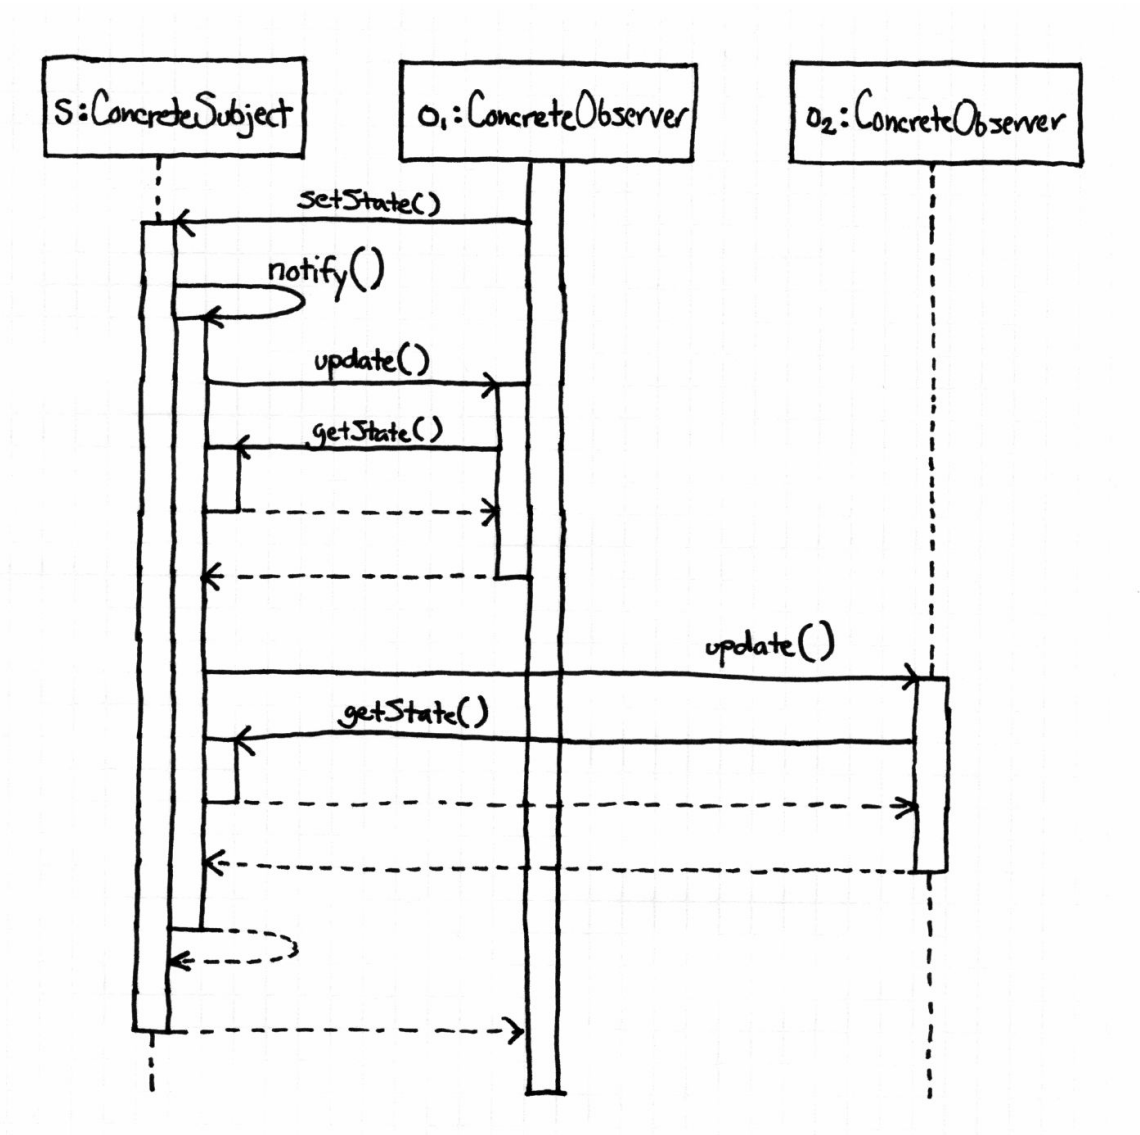 s:ConcreteSubject
o₁:ConcreteObserver
o₂:ConcreteObserver
setState()
notify()
update()
getState()
update()
getState()